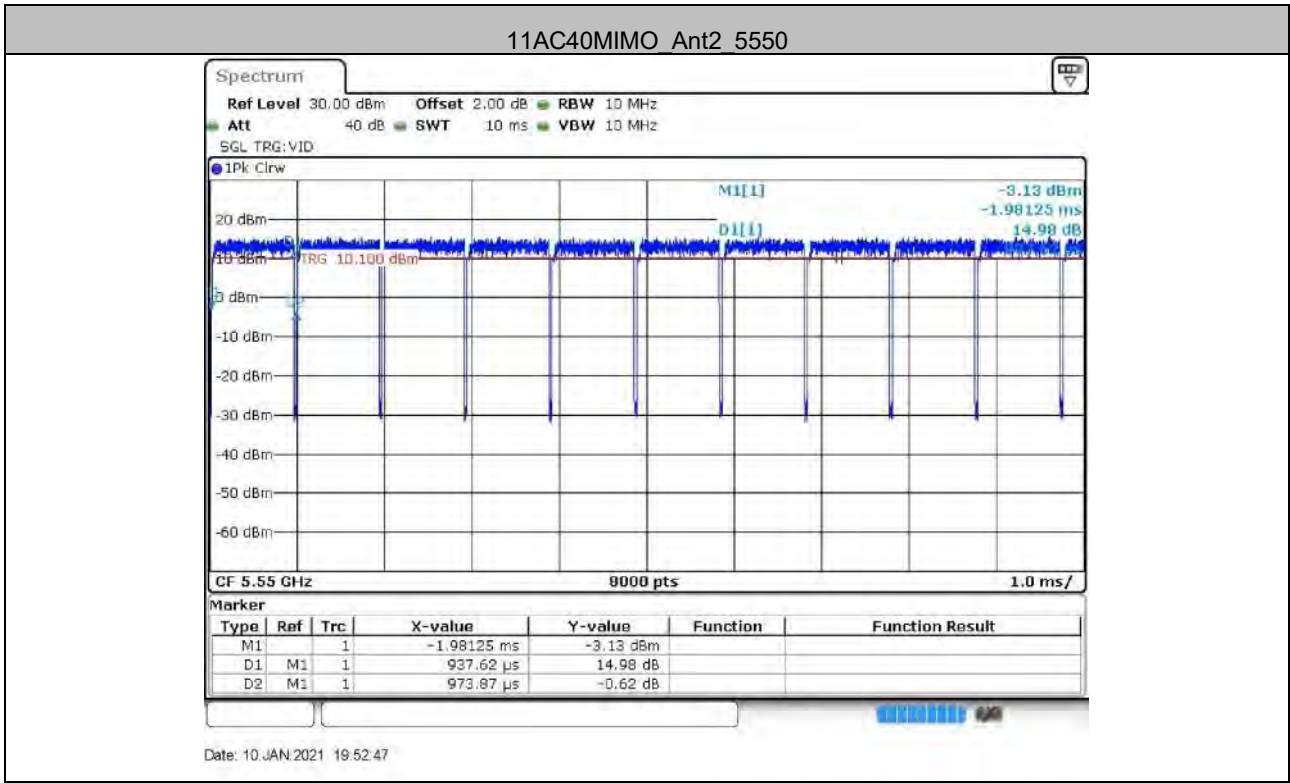 11AC40MIMO_Ant2_5550
Spectrum
Ref Level 30.00 dBm Offset 2.00 dB RBW 10 MHz
Att 40 dB SWT 10 ms VBW 10 MHz
SGL TRG:VID
1Pk Clrw
M1[1] -3.13 dBm
-1.98125 ms
20 dBm
D1[1] 14.98 dB
10 dBm
TRG 10.100 dBm
0 dBm
-10 dBm
-20 dBm
-30 dBm
-40 dBm
-50 dBm
-60 dBm
CF 5.55 GHz 8000 pts 1.0 ms/
Marker
Type Ref Trc X-value Y-value Function Function Result
M1 1 -1.98125 ms -3.13 dBm
D1 M1 1 937.62 µs 14.98 dB
D2 M1 1 973.87 µs -0.62 dB
Date: 10.JAN.2021 19:52:47